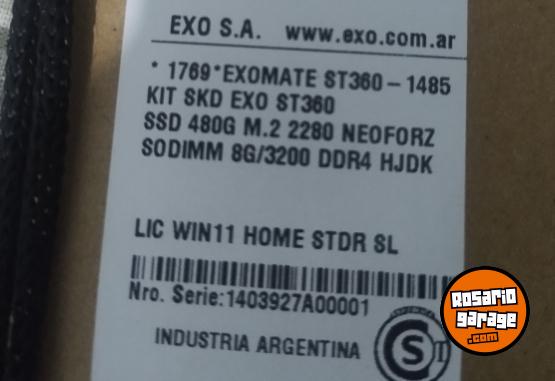 EXO S.A. www.exo.com.ar
* 1769*EXOMATE ST360-1485
KIT SKD EXO ST360
SSD 480G M.2 2280 NEOFORZ
SODIMM 8G/3200 DDR4 HJDK
LIC WIN11 HOME STDR SL
Nro. Serie:1403927A00001
INDUSTRIA ARGENTINA
S
Rosario
garage
.com